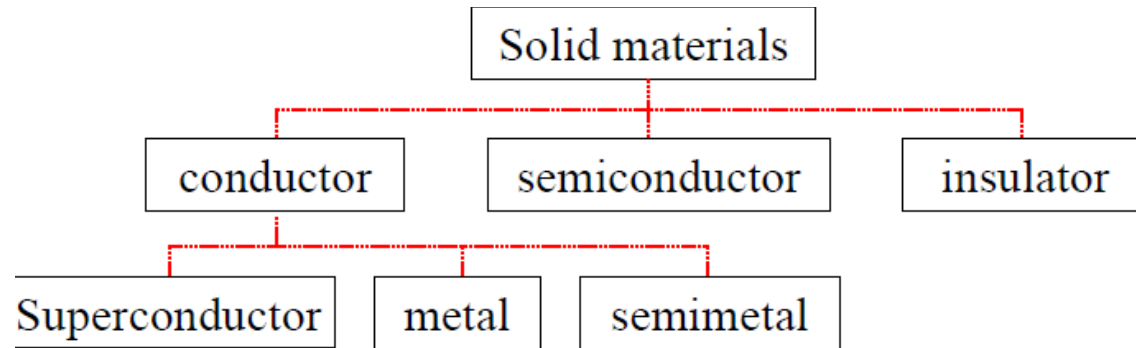 Solid materials
conductor
semiconductor
insulator
Superconductor
metal
semimetal